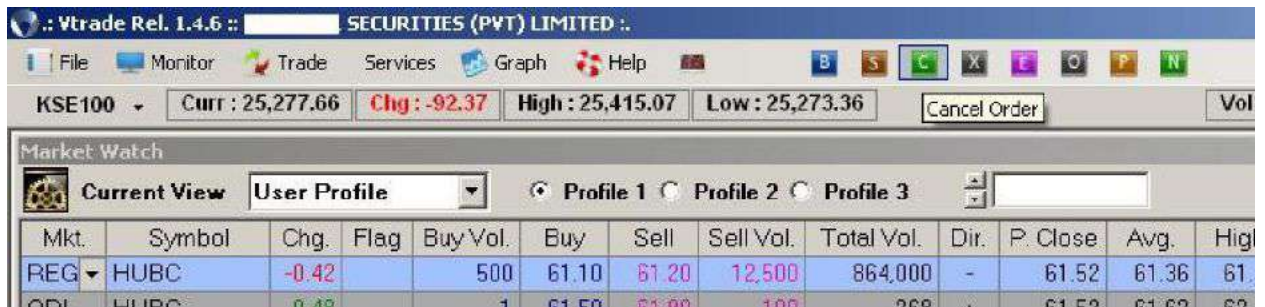 .: Vtrade Rel. 1.4.6 :: SECURITIES (PVT) LIMITED :.
File Monitor Trade Services Graph Help B S C X E O P N
KSE100 Curr : 25,277.66 Chg : -92.37 High : 25,415.07 Low : 25,273.36 Cancel Order Vol
Market Watch
Current View User Profile Profile 1 Profile 2 Profile 3
Mkt. Symbol Chg. Flag Buy Vol. Buy Sell Sell Vol. Total Vol. Dir. P. Close Avg. High
REG HUBC -0.42 500 61.10 61.20 12,500 864,000 - 61.52 61.36 61.
HUBC